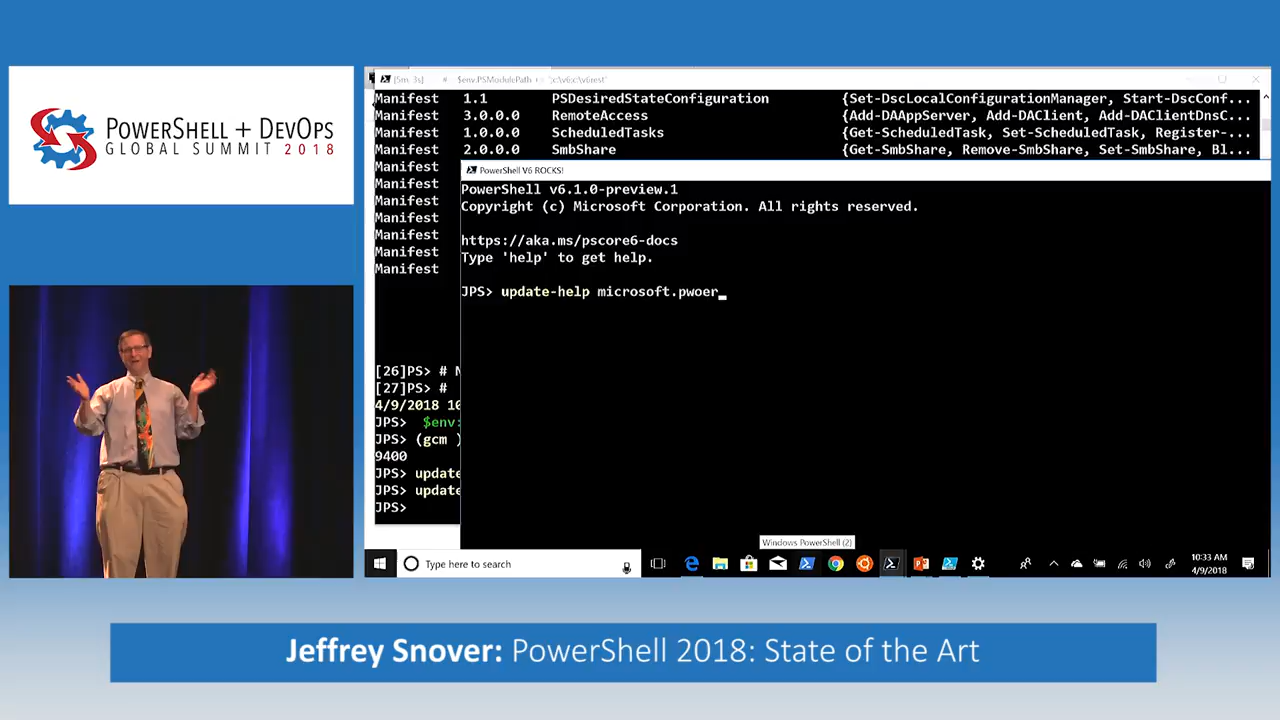 POWERSHELL + DEVOPS
GLOBAL SUMMIT 2018
$env:PSModulePath
Manifest 1.1 PSDesiredStateConfiguration {Set-DscLocalConfigurationManager, Start-DscConf...
Manifest 3.0.0.0 RemoteAccess {Add-DAAppServer, Add-DAClient, Add-DAClientDnsC...
Manifest 1.0.0.0 ScheduledTasks {Get-ScheduledTask, Set-ScheduledTask, Register-...
Manifest 2.0.0.0 SmbShare {Get-SmbShare, Remove-SmbShare, Set-SmbShare, Bl...
Manifest
Manifest
Manifest
Manifest
Manifest
Manifest
Manifest
PowerShell V6 ROCKS!
PowerShell v6.1.0-preview.1
Copyright (c) Microsoft Corporation. All rights reserved.
https://aka.ms/pscore6-docs
Type 'help' to get help.
JPS> update-help microsoft.pwoer_
[26]PS> # N
[27]PS> #
4/9/2018 10
JPS> $env:
JPS> (gcm )
9400
JPS> update
JPS> update
JPS>
Windows PowerShell (2)
Type here to search
10:33 AM
4/9/2018
Jeffrey Snover: PowerShell 2018: State of the Art